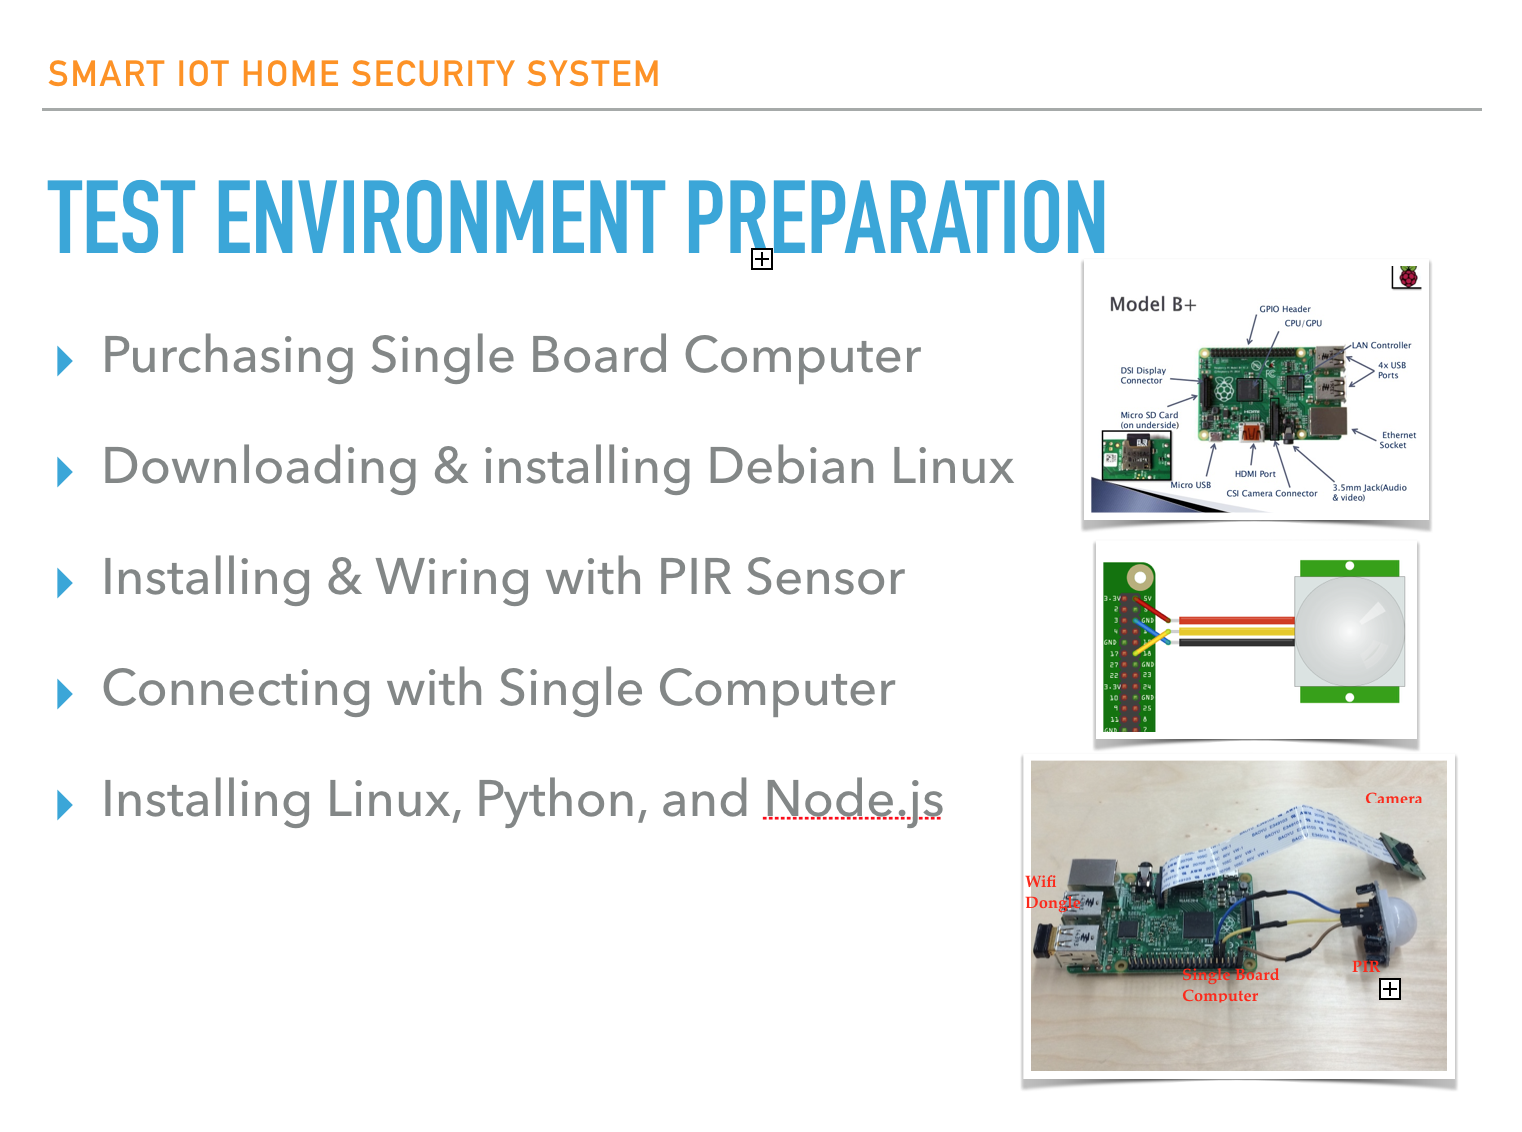 SMART IOT HOME SECURITY SYSTEM
TEST ENVIRONMENT PREPARATION
Purchasing Single Board Computer
Downloading & installing Debian Linux
Installing & Wiring with PIR Sensor
Connecting with Single Computer
Installing Linux, Python, and Node.js
Model B+
GPIO Header
CPU/GPU
LAN Controller
4x USB
Ports
DSI Display
Connector
Micro SD Card
(on underside)
Ethernet
Socket
HDMI Port
Micro USB
CSI Camera Connector
3.5mm Jack(Audio
& video)
3.3V 5V
2
3 GND
4
GND
17 18
27 GND
22 23
3.3V 24
10 GND
9 25
11 8
GND 7
Camera
Wifi
Dongle
Single Board
Computer
PIR